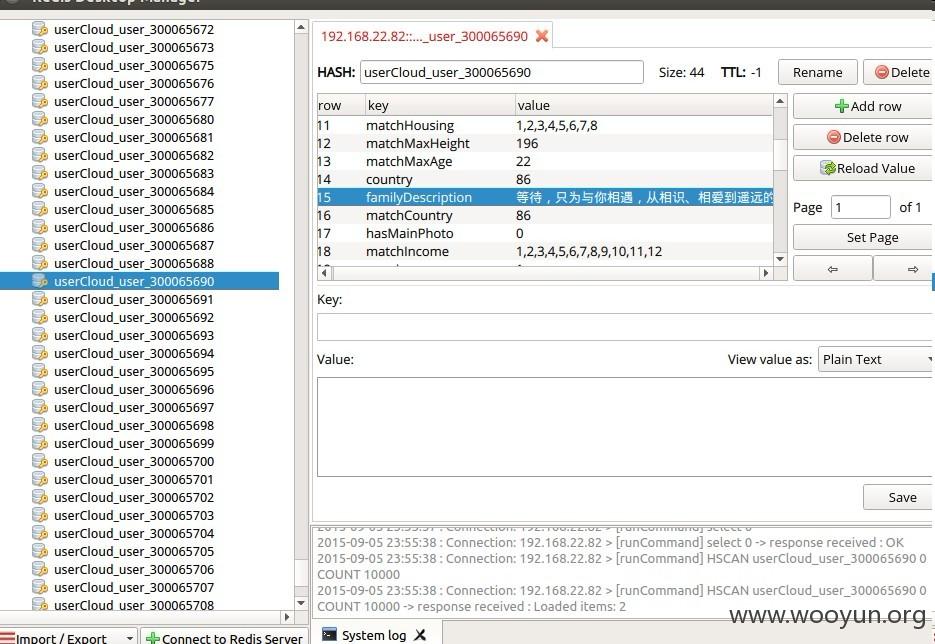 Redis Desktop Manager
userCloud_user_300065672
userCloud_user_300065673
userCloud_user_300065675
userCloud_user_300065676
userCloud_user_300065677
userCloud_user_300065680
userCloud_user_300065681
userCloud_user_300065682
userCloud_user_300065683
userCloud_user_300065684
userCloud_user_300065685
userCloud_user_300065686
userCloud_user_300065687
userCloud_user_300065688
userCloud_user_300065690
userCloud_user_300065691
userCloud_user_300065692
userCloud_user_300065693
userCloud_user_300065694
userCloud_user_300065695
userCloud_user_300065696
userCloud_user_300065697
userCloud_user_300065698
userCloud_user_300065699
userCloud_user_300065700
userCloud_user_300065701
userCloud_user_300065702
userCloud_user_300065703
userCloud_user_300065704
userCloud_user_300065705
userCloud_user_300065706
userCloud_user_300065707
userCloud_user_300065708
Import / Export
Connect to Redis Server
192.168.22.82::..._user_300065690
HASH: userCloud_user_300065690 Size: 44 TTL: -1 Rename Delete
row key value
11 matchHousing 1,2,3,4,5,6,7,8
12 matchMaxHeight 196
13 matchMaxAge 22
14 country 86
15 familyDescription 等待，只为与你相遇，从相识、相爱到遥远的
16 matchCountry 86
17 hasMainPhoto 0
18 matchIncome 1,2,3,4,5,6,7,8,9,10,11,12
Add row
Delete row
Reload Value
Page 1 of 1
Set Page
Key:
Value:
View value as: Plain Text
Save
2015-09-05 23:55:37 : Connection: 192.168.22.82 > [runCommand] select 0
2015-09-05 23:55:38 : Connection: 192.168.22.82 > [runCommand] select 0 -> response received : OK
2015-09-05 23:55:38 : Connection: 192.168.22.82 > [runCommand] HSCAN userCloud_user_300065690 0
COUNT 10000
2015-09-05 23:55:38 : Connection: 192.168.22.82 > [runCommand] HSCAN userCloud_user_300065690 0
COUNT 10000 -> response received : Loaded items: 2
System log
www.wooyun.org